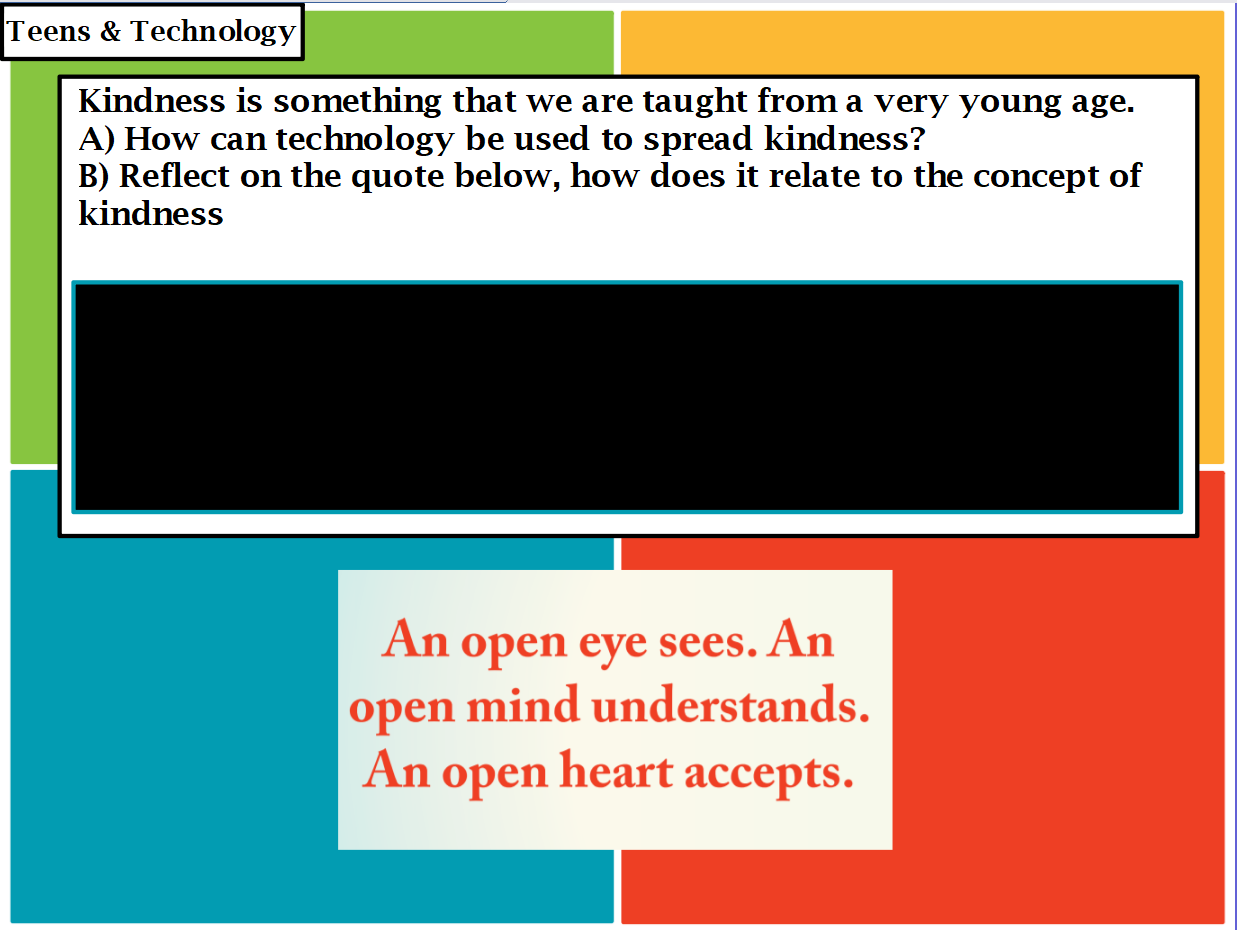 Teens & Technology
Kindness is something that we are taught from a very young age.
A) How can technology be used to spread kindness?
B) Reflect on the quote below, how does it relate to the concept of
kindness
An open eye sees. An
open mind understands.
An open heart accepts.